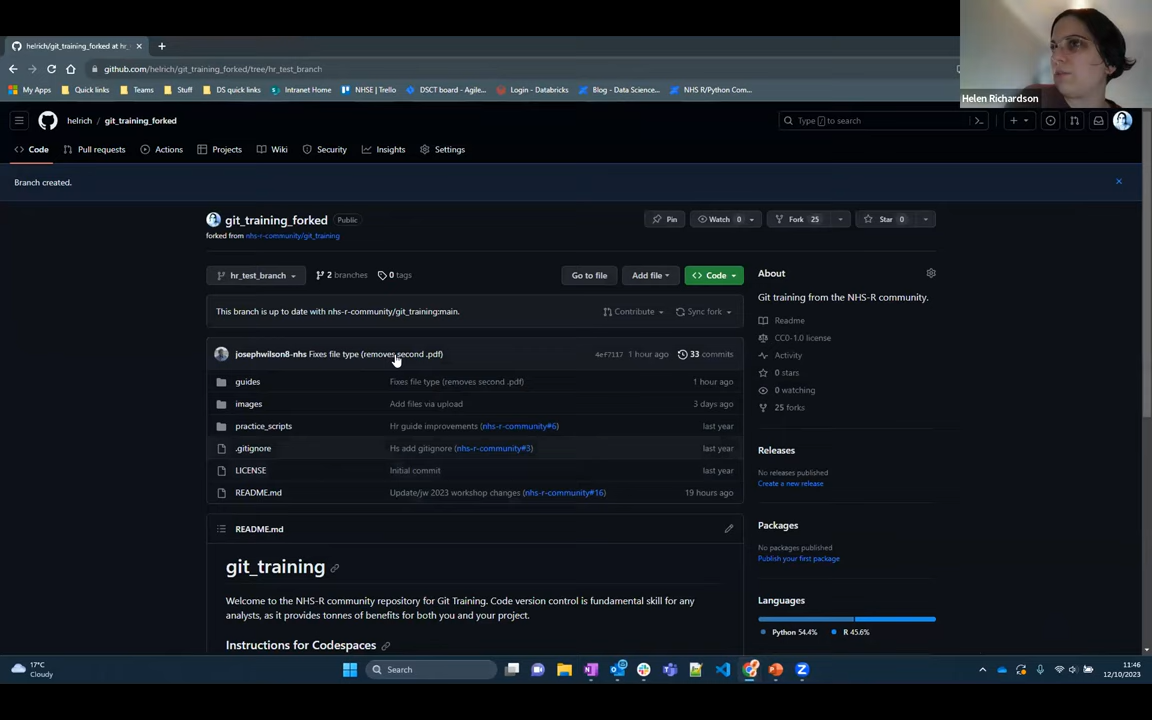 helrich/git_training_forked at hr_
github.com/helrich/git_training_forked/tree/hr_test_branch
My Apps Quick links Teams Stuff DS quick links Intranet Home NHSE | Trello DSCT board - Agile... Login - Databricks Blog - Data Science... NHS R/Python Com...
Helen Richardson
helrich / git_training_forked
Type / to search
Code Pull requests Actions Projects Wiki Security Insights Settings
Branch created.
git_training_forked Public
Pin Watch 0 Fork 25 Star 0
forked from nhs-r-community/git_training
hr_test_branch 2 branches 0 tags Go to file Add file Code
About
Git training from the NHS-R community.
This branch is up to date with nhs-r-community/git_training:main. Contribute Sync fork
Readme
CC0-1.0 license
Activity
0 stars
0 watching
25 forks
josephwilson8-nhs Fixes file type (removes second .pdf) 4ef7117 1 hour ago 33 commits
guides Fixes file type (removes second .pdf) 1 hour ago
images Add files via upload 3 days ago
practice_scripts Hr guide improvements (nhs-r-community#6) last year
.gitignore Hs add gitignore (nhs-r-community#3) last year
LICENSE Initial commit last year
README.md Update/jw 2023 workshop changes (nhs-r-community#16) 19 hours ago
Releases
No releases published
Create a new release
Packages
No packages published
Publish your first package
Languages
Python 54.4% R 45.6%
README.md
git_training
Welcome to the NHS-R community repository for Git Training. Code version control is fundamental skill for any
analysts, as it provides tonnes of benefits for both you and your project.
Instructions for Codespaces
17°C
Cloudy
Search
11:46
12/10/2023